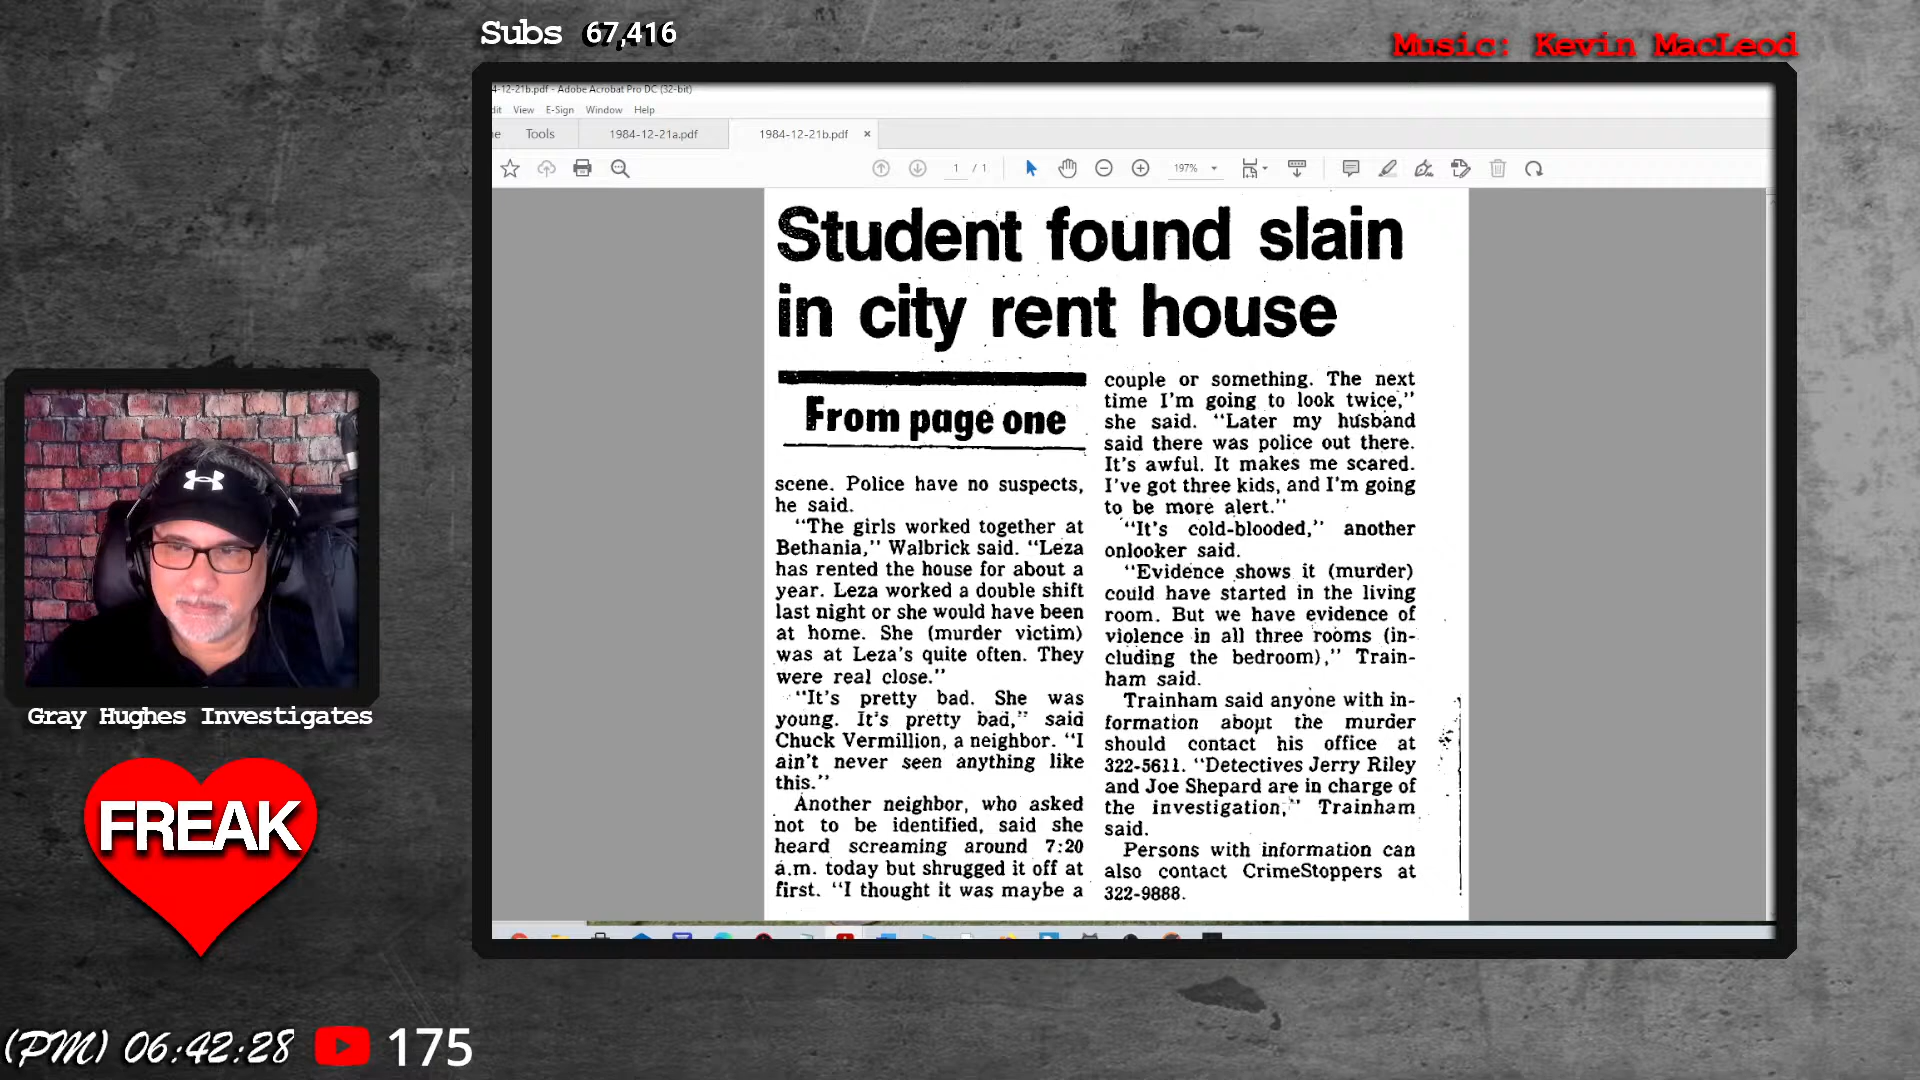 Subs 67,416
Music: Kevin MacLeod
4-12-21b.pdf - Adobe Acrobat Pro DC (32-bit)
dit View E-Sign Window Help
ne Tools 1984-12-21a.pdf 1984-12-21b.pdf ×
1 / 1 197%
Student found slain
in city rent house
From page one
scene. Police have no suspects,
he said.
“The girls worked together at
Bethania,” Walbrick said. “Leza
has rented the house for about a
year. Leza worked a double shift
last night or she would have been
at home. She (murder victim)
was at Leza’s quite often. They
were real close.”
“It’s pretty bad. She was
young. It’s pretty bad,” said
Chuck Vermillion, a neighbor. “I
ain’t never seen anything like
this.”
Another neighbor, who asked
not to be identified, said she
heard screaming around 7:20
a.m. today but shrugged it off at
first. “I thought it was maybe a
couple or something. The next
time I’m going to look twice,”
she said. “Later my husband
said there was police out there.
It’s awful. It makes me scared.
I’ve got three kids, and I’m going
to be more alert.”
“It’s cold-blooded,” another
onlooker said.
“Evidence shows it (murder)
could have started in the living
room. But we have evidence of
violence in all three rooms (in-
cluding the bedroom),” Train-
ham said.
Trainham said anyone with in-
formation about the murder
should contact his office at
322-5611. “Detectives Jerry Riley
and Joe Shepard are in charge of
the investigation,” Trainham
said.
Persons with information can
also contact CrimeStoppers at
322-9888.
Gray Hughes Investigates
FREAK
(PM) 06:42:28 175